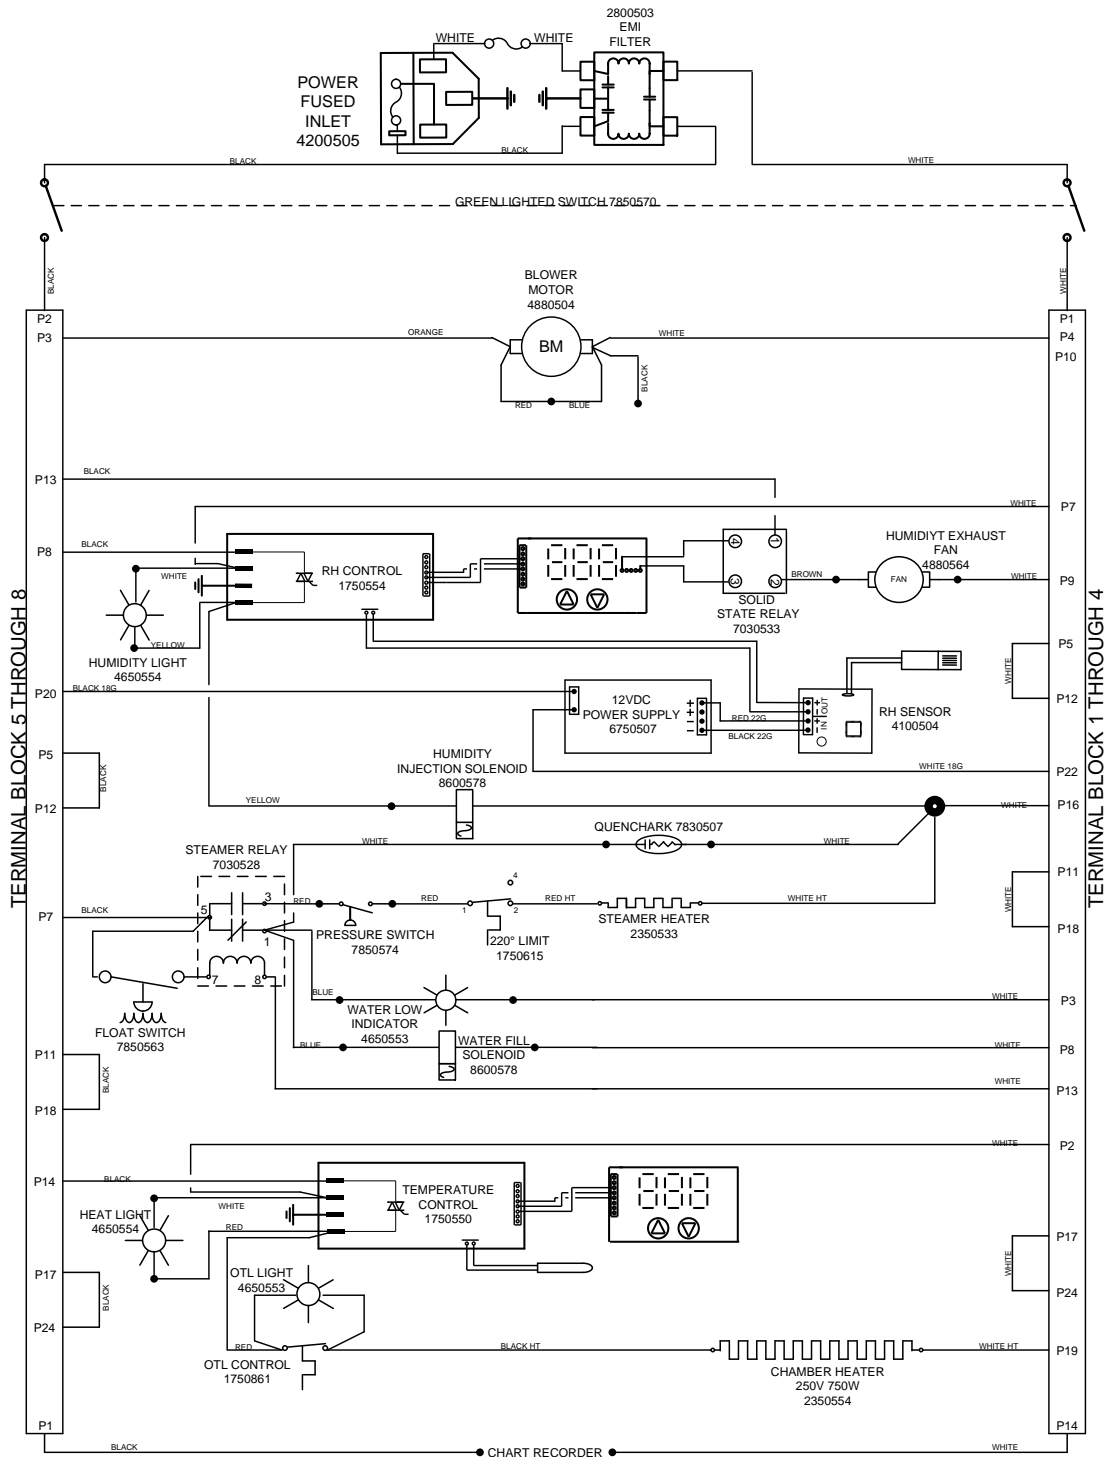 2800503
EMI
FILTER
WHITE
WHITE
POWER
FUSED
INLET
4200505
BLACK
BLACK
WHITE
GREEN LIGHTED SWITCH 7850570
BLACK
WHITE
BLOWER
MOTOR
4880504
P2
P1
P3
ORANGE
BM
WHITE
P4
P10
BLACK
RED
BLUE
P13
BLACK
WHITE
P7
P8
BLACK
RH CONTROL
1750554
4
1
3
2
HUMIDIYT EXHAUST
FAN
4880564
WHITE
BROWN
FAN
WHITE
P9
SOLID
STATE RELAY
7030533
YELLOW
HUMIDITY LIGHT
4650554
P5
WHITE
P12
P20
BLACK 18G
12VDC
POWER SUPPLY
6750507
+
+
−
−
RED 22G
BLACK 22G
+
−
OUT
+
−
IN
RH SENSOR
4100504
TERMINAL BLOCK 5 THROUGH 8
TERMINAL BLOCK 1 THROUGH 4
P5
BLACK
P12
HUMIDITY
INJECTION SOLENOID
8600578
WHITE 18G
P22
YELLOW
WHITE
P16
QUENCHARK 7830507
WHITE
WHITE
STEAMER RELAY
7030528
P11
WHITE
P18
P7
BLACK
5
3
1
7
8
RED
PRESSURE SWITCH
7850574
RED
4
1
2
220° LIMIT
1750615
RED HT
STEAMER HEATER
2350533
WHITE HT
FLOAT SWITCH
7850563
BLUE
WATER LOW
INDICATOR
4650553
WHITE
P3
BLUE
WATER FILL
SOLENOID
8600578
WHITE
P8
P11
BLACK
P18
WHITE
P13
WHITE
P2
P14
BLACK
TEMPERATURE
CONTROL
1750550
WHITE
HEAT LIGHT
4650554
RED
P17
WHITE
P24
P17
BLACK
P24
OTL LIGHT
4650553
RED
OTL CONTROL
1750861
BLACK HT
CHAMBER HEATER
250V 750W
2350554
WHITE HT
P19
P1
P14
BLACK
CHART RECORDER
WHITE